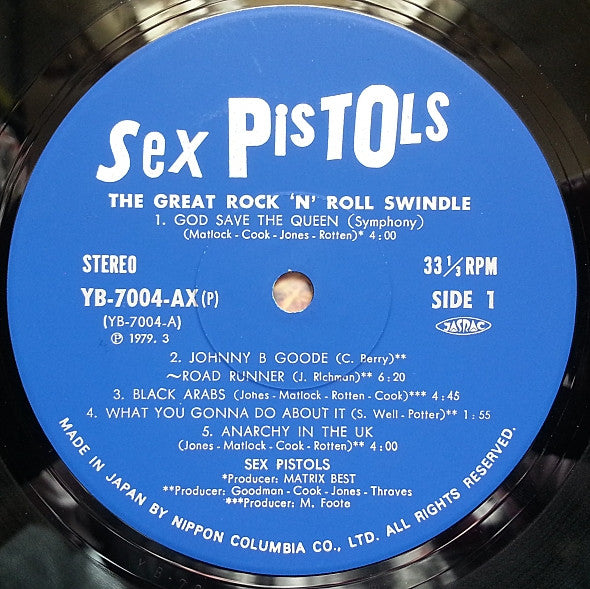 Sex PisTOLs
THE GREAT ROCK 'N' ROLL SWINDLE
1. GOD SAVE THE QUEEN (Symphony)
(Matlock - Cook - Jones - Rotten)* 4:00
STEREO
33 1/3 RPM
YB-7004-AX(P)
SIDE 1
(YB-7004-A)
JASRAC
Ⓟ 1979. 3
2. JOHNNY B GOODE (C. Berry)**
~ROAD RUNNER (J. Richman)** 6:20
3. BLACK ARABS (Jones - Matlock - Rotten - Cook)*** 4:45
4. WHAT YOU GONNA DO ABOUT IT (S. Well - Potter)** 1:55
5. ANARCHY IN THE UK
(Jones - Matlock - Cook - Rotten)** 4:00
SEX PISTOLS
*Producer: MATRIX BEST
**Producer: Goodman - Cook - Jones - Thraves
***Producer: M. Foote
MADE IN JAPAN BY NIPPON COLUMBIA CO., LTD. ALL RIGHTS RESERVED.